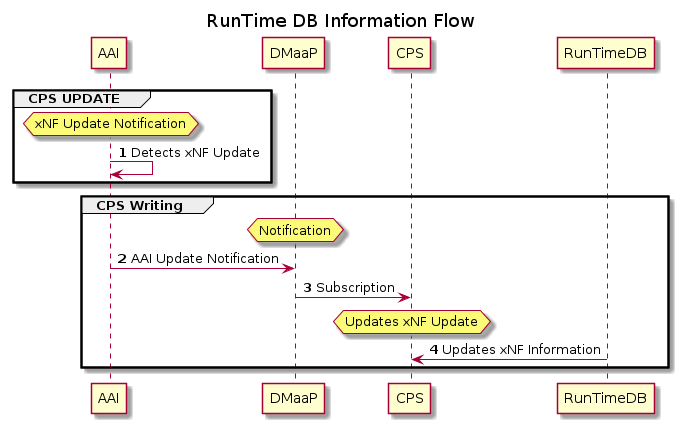 RunTime DB Information Flow
AAI
DMaaP
CPS
RunTimeDB
CPS UPDATE
xNF Update Notification
1 Detects xNF Update
CPS Writing
Notification
2 AAI Update Notification
3 Subscription
Updates xNF Update
4 Updates xNF Information
AAI
DMaaP
CPS
RunTimeDB